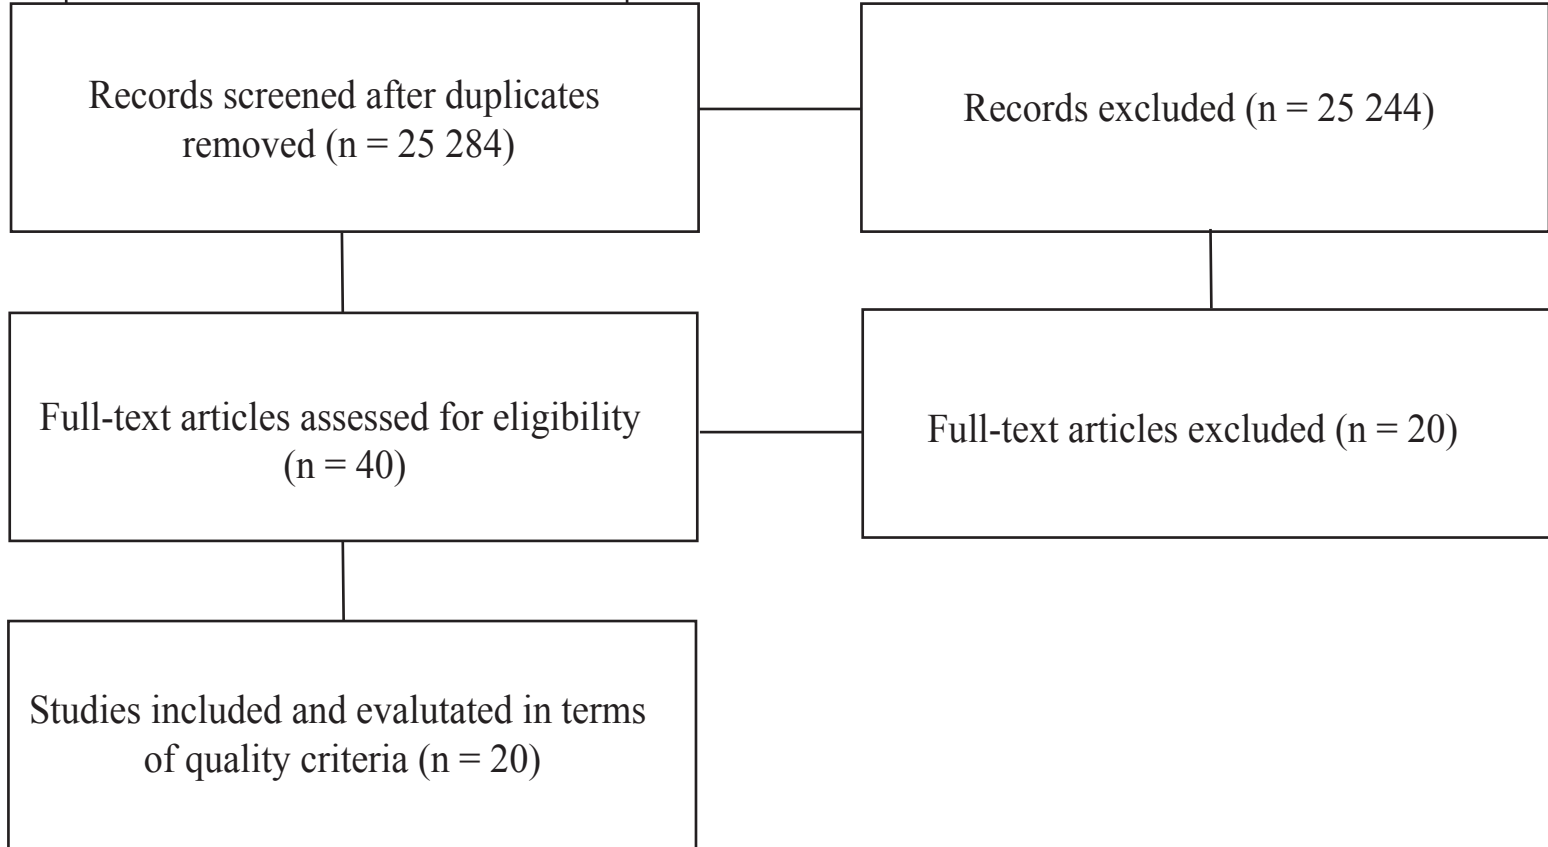 Records screened after duplicates
removed (n = 25 284)
Records excluded (n = 25 244)
Full-text articles assessed for eligibility
(n = 40)
Full-text articles excluded (n = 20)
Studies included and evalutated in terms
of quality criteria (n = 20)